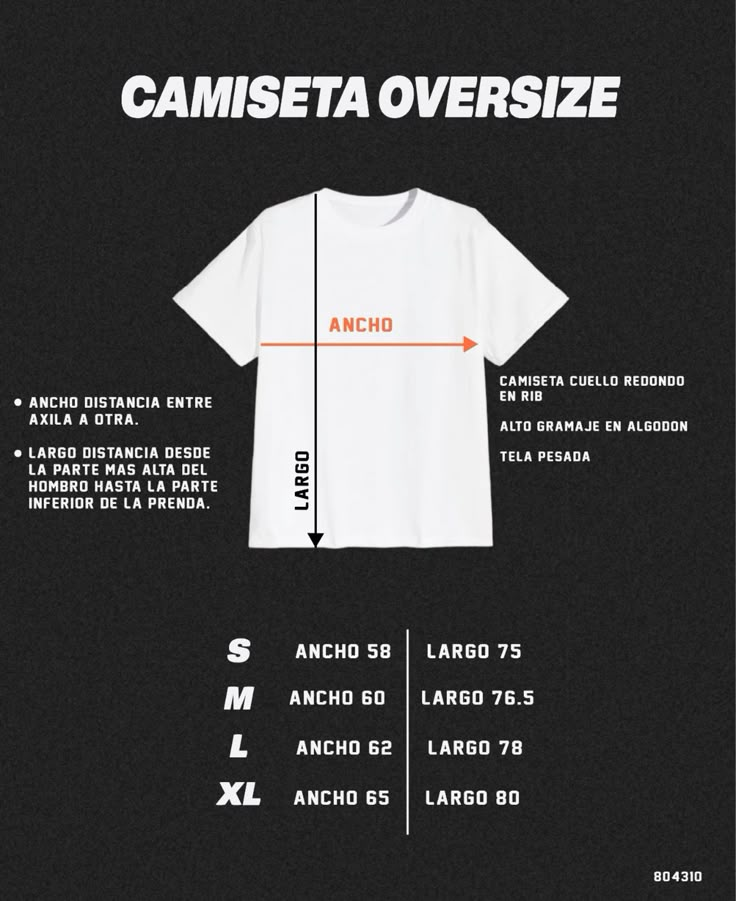 CAMISETA OVERSIZE
ANCHO
LARGO
• ANCHO DISTANCIA ENTRE
AXILA A OTRA.
• LARGO DISTANCIA DESDE
LA PARTE MAS ALTA DEL
HOMBRO HASTA LA PARTE
INFERIOR DE LA PRENDA.
CAMISETA CUELLO REDONDO
EN RIB
ALTO GRAMAJE EN ALGODON
TELA PESADA
S ANCHO 58 LARGO 75
M ANCHO 60 LARGO 76.5
L ANCHO 62 LARGO 78
XL ANCHO 65 LARGO 80
804310